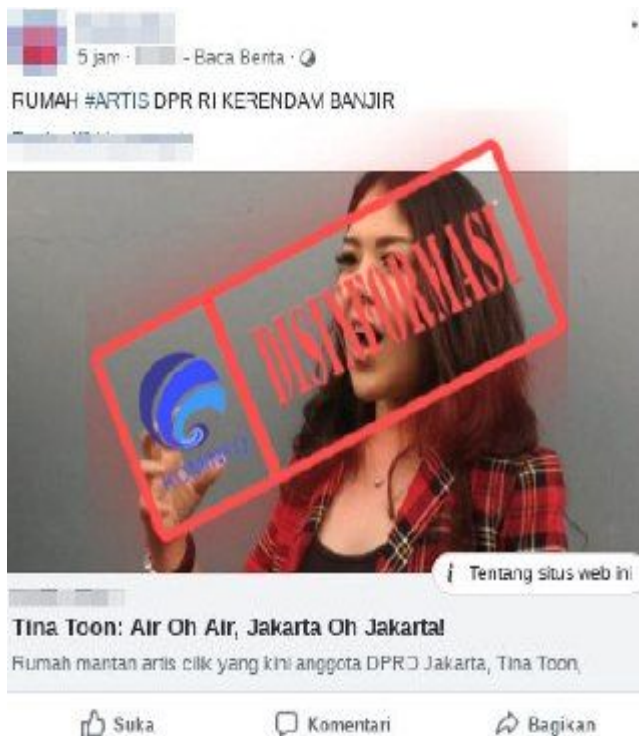 5 jam · - Baca Berita ·
RUMAH #ARTIS DPR RI KERENDAM BANJIR
DISINFORMASI
KOMINFO
Tentang situs web ini
Tina Toon: Air Oh Air, Jakarta Oh Jakarta!
Rumah mantan artis cilik yang kini anggota DPRD Jakarta, Tina Toon,
Suka
Komentari
Bagikan